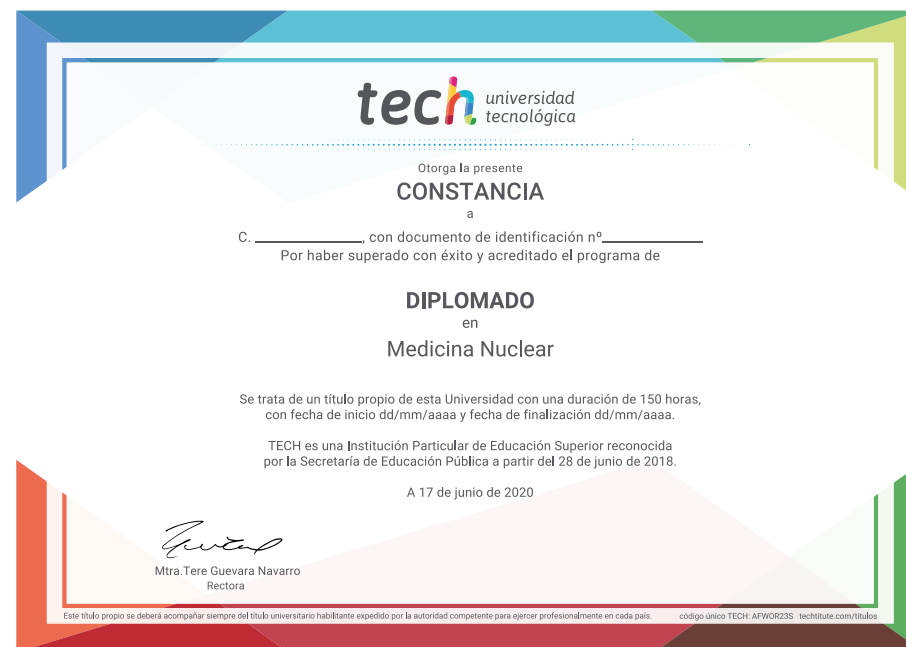 tech universidad
tecnológica
Otorga la presente
CONSTANCIA
a
C. ____________, con documento de identificación nº____________
Por haber superado con éxito y acreditado el programa de
DIPLOMADO
en
Medicina Nuclear
Se trata de un título propio de esta Universidad con una duración de 150 horas,
con fecha de inicio dd/mm/aaaa y fecha de finalización dd/mm/aaaa.
TECH es una Institución Particular de Educación Superior reconocida
por la Secretaría de Educación Pública a partir del 28 de junio de 2018.
A 17 de junio de 2020
Mtra.Tere Guevara Navarro
Rectora
Este título propio se deberá acompañar siempre del título universitario habilitante expedido por la autoridad competente para ejercer profesionalmente en cada país. código único TECH: AFWOR23S techtitute.com/titulos